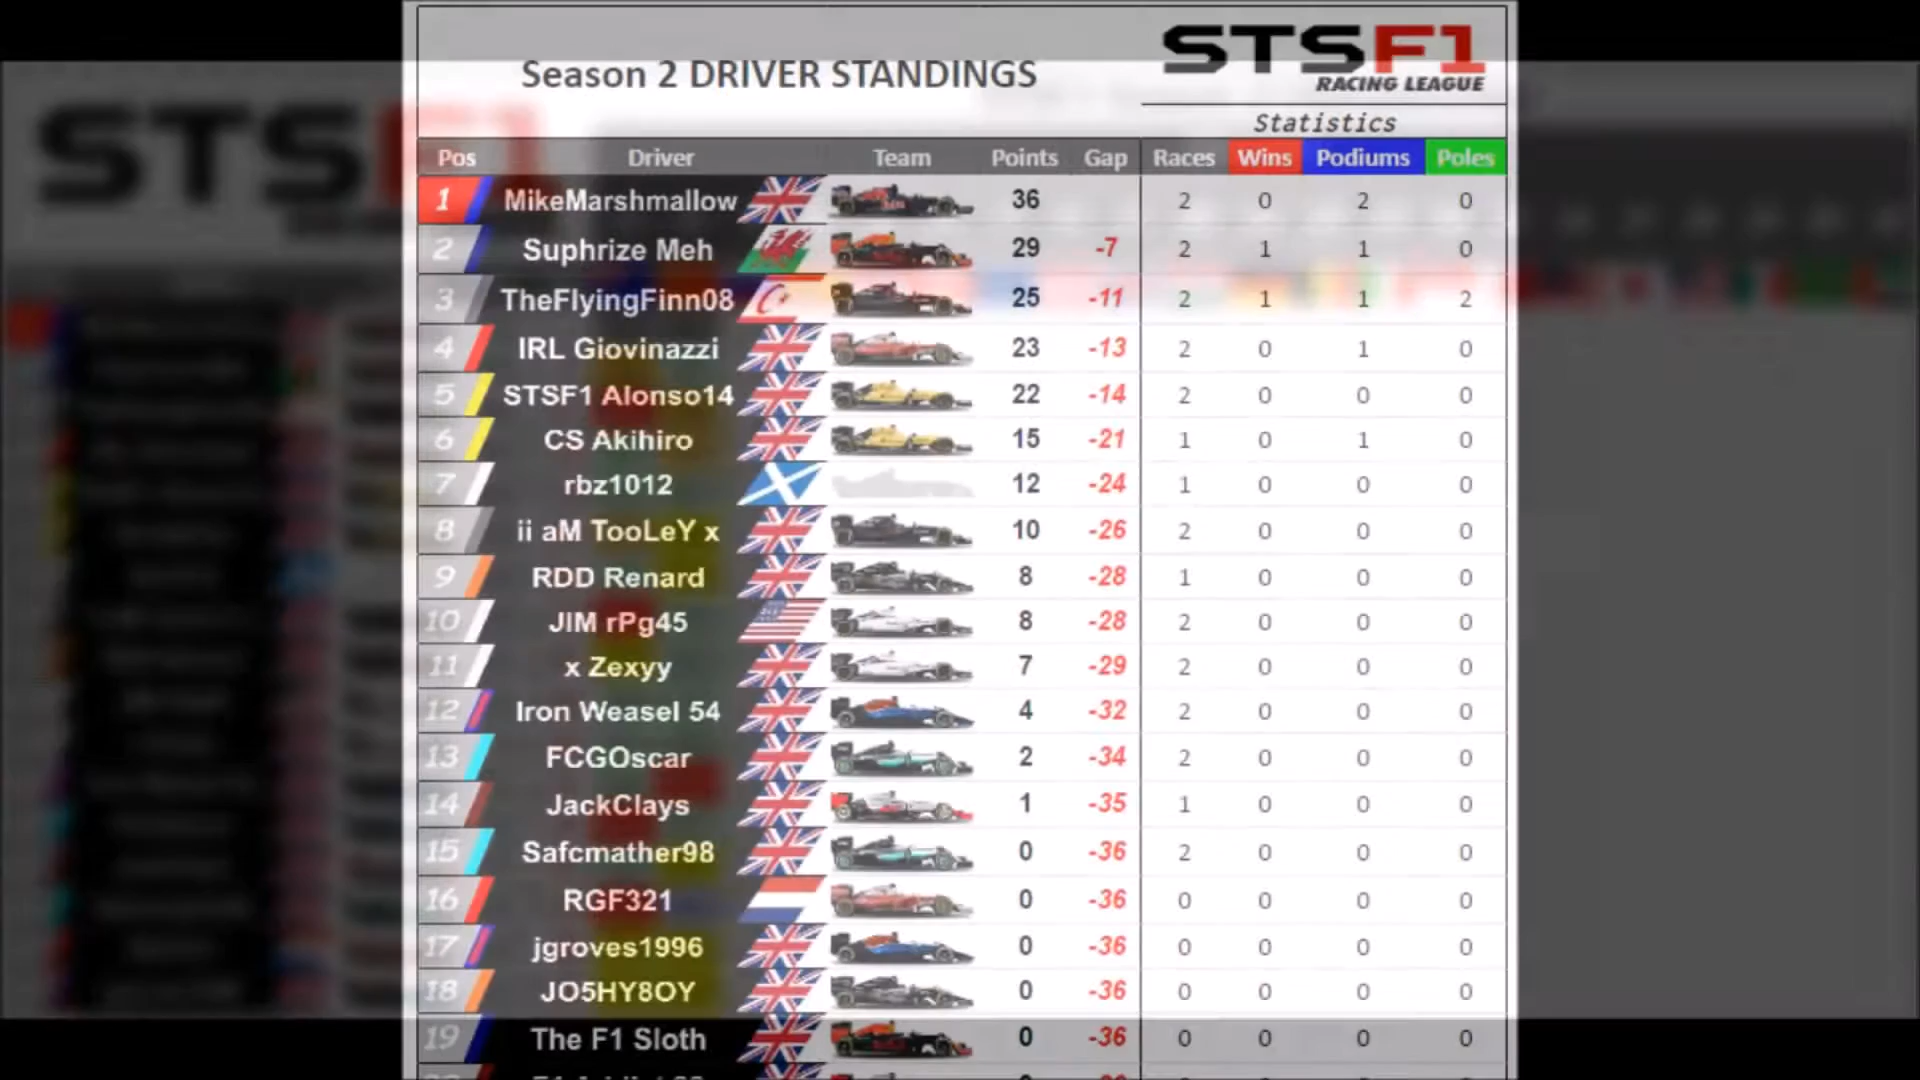 STSF1
RACING LEAGUE
Season 2 DRIVER STANDINGS
Statistics
Pos Driver Team Points Gap Races Wins Podiums Poles
1 MikeMarshmallow 36 2 0 2 0
2 Suphrize Meh 29 -7 2 1 1 0
3 TheFlyingFinn08 25 -11 2 1 1 2
4 IRL Giovinazzi 23 -13 2 0 1 0
5 STSF1 Alonso14 22 -14 2 0 0 0
6 CS Akihiro 15 -21 1 0 1 0
7 rbz1012 12 -24 1 0 0 0
8 ii aM TooLeY x 10 -26 2 0 0 0
9 RDD Renard 8 -28 1 0 0 0
10 JIM rPg45 8 -28 2 0 0 0
11 x Zexyy 7 -29 2 0 0 0
12 Iron Weasel 54 4 -32 2 0 0 0
13 FCGOscar 2 -34 2 0 0 0
14 JackClays 1 -35 1 0 0 0
15 Safcmather98 0 -36 2 0 0 0
16 RGF321 0 -36 0 0 0 0
17 jgroves1996 0 -36 0 0 0 0
18 JO5HY8OY 0 -36 0 0 0 0
19 The F1 Sloth 0 -36 0 0 0 0
STSF1